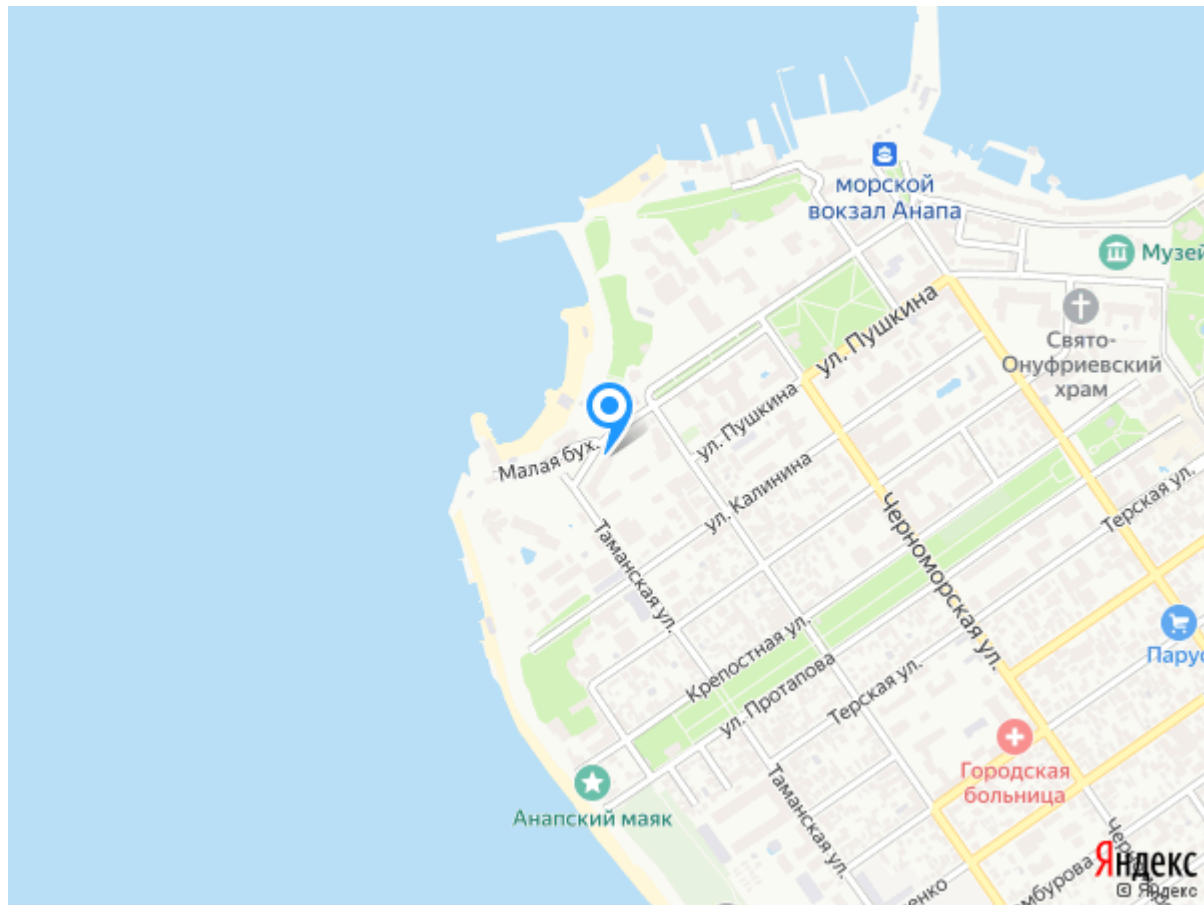 морской
вокзал Анапа
Музей
Свято-
Онуфриевский
храм
ул. Пушкина
ул. Пушкина
Малая бух.
ул. Калинина
Терская ул.
Черноморская ул.
Таманская ул.
Крепостная ул.
Парус
ул. Протапова
Терская ул.
Городская
больница
Анапский маяк
Таманская ул.
Яндекс
© Яндекс